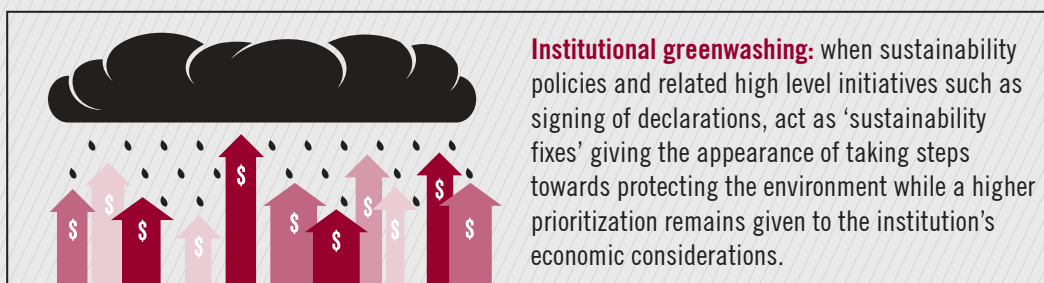 Institutional greenwashing: when sustainability
policies and related high level initiatives such as
signing of declarations, act as ‘sustainability
fixes’ giving the appearance of taking steps
towards protecting the environment while a higher
prioritization remains given to the institution’s
economic considerations.
$ $ $ $ $ $ $ $ $ $ $